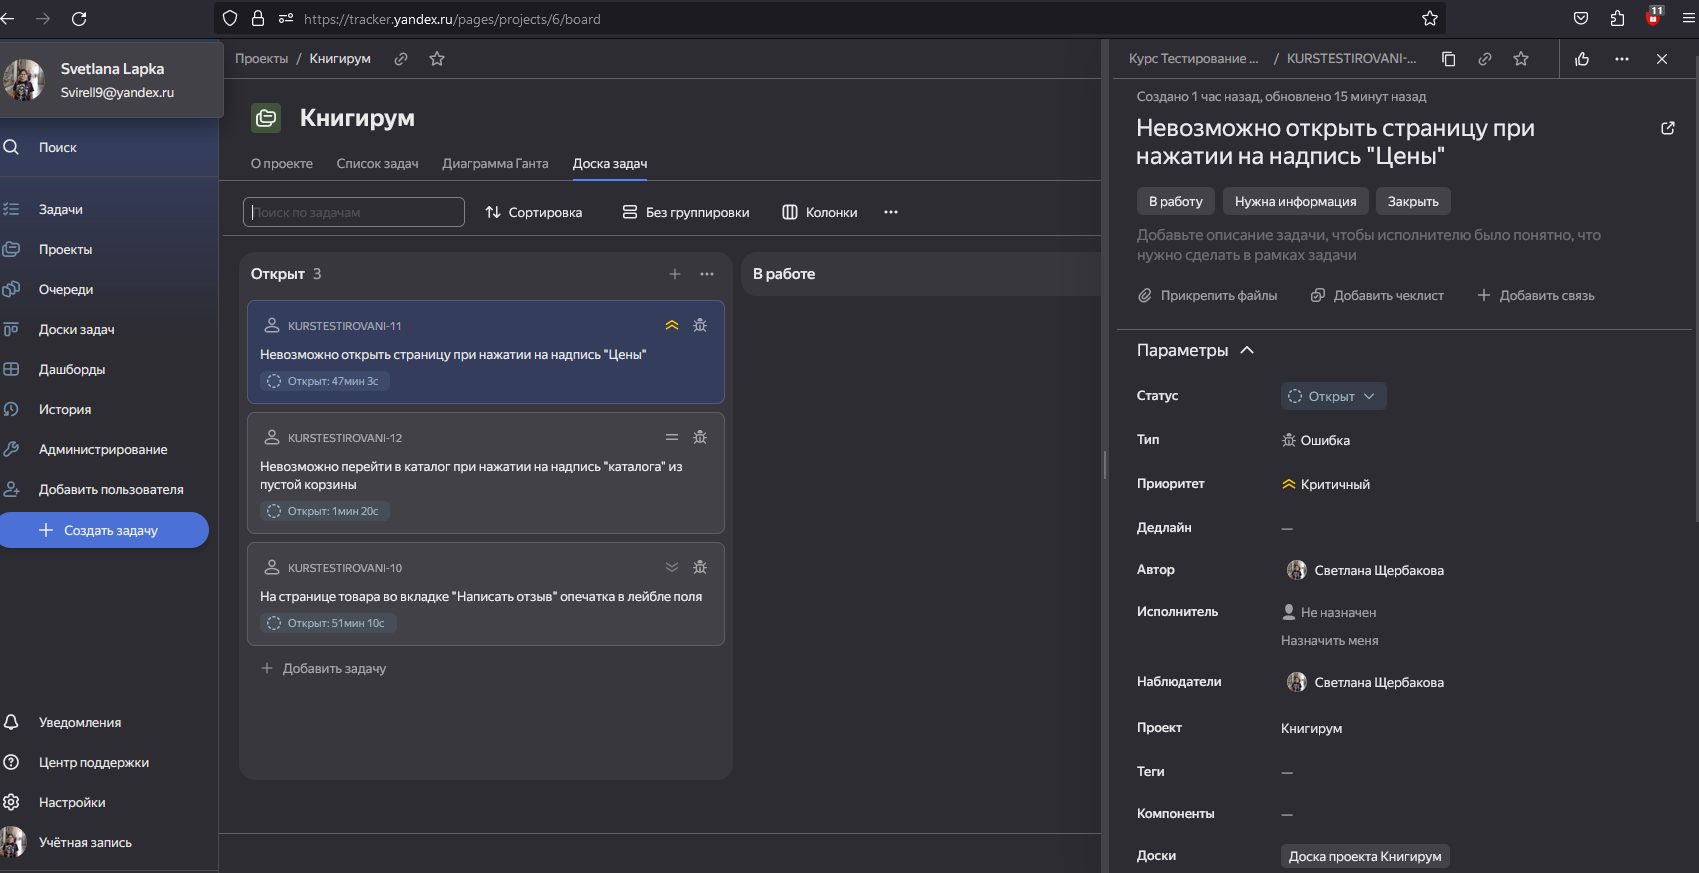 https://tracker.yandex.ru/pages/projects/6/board
11
Svetlana Lapka
Svirell9@yandex.ru
Поиск
Задачи
Проекты
Очереди
Доски задач
Дашборды
История
Администрирование
Добавить пользователя
Создать задачу
Уведомления
Центр поддержки
Настройки
Учётная запись
Проекты / Книгирум
Книгирум
О проекте Список задач Диаграмма Ганта Доска задач
Поиск по задачам Сортировка Без группировки Колонки
Открыт 3
KURSTESTIROVANI-11
Невозможно открыть страницу при нажатии на надпись "Цены"
Открыт: 47мин 3с
KURSTESTIROVANI-12
Невозможно перейти в каталог при нажатии на надпись "каталога" из
пустой корзины
Открыт: 1мин 20с
KURSTESTIROVANI-10
На странице товара во вкладке "Написать отзыв" опечатка в лейбле поля
Открыт: 51мин 10с
Добавить задачу
В работе
Курс Тестирование ... / KURSTESTIROVANI-...
Создано 1 час назад, обновлено 15 минут назад
Невозможно открыть страницу при
нажатии на надпись "Цены"
В работу Нужна информация Закрыть
Добавьте описание задачи, чтобы исполнителю было понятно, что
нужно сделать в рамках задачи
Прикрепить файлы Добавить чеклист Добавить связь
Параметры
Статус Открыт
Тип Ошибка
Приоритет Критичный
Дедлайн —
Автор Светлана Щербакова
Исполнитель Не назначен
Назначить меня
Наблюдатели Светлана Щербакова
Проект Книгирум
Теги —
Компоненты —
Доски Доска проекта Книгирум